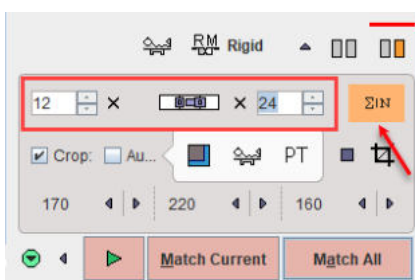 RM Rigid
12 × × 24 ΣIN
Crop: Au... PT
170 220 160
Match Current Match All